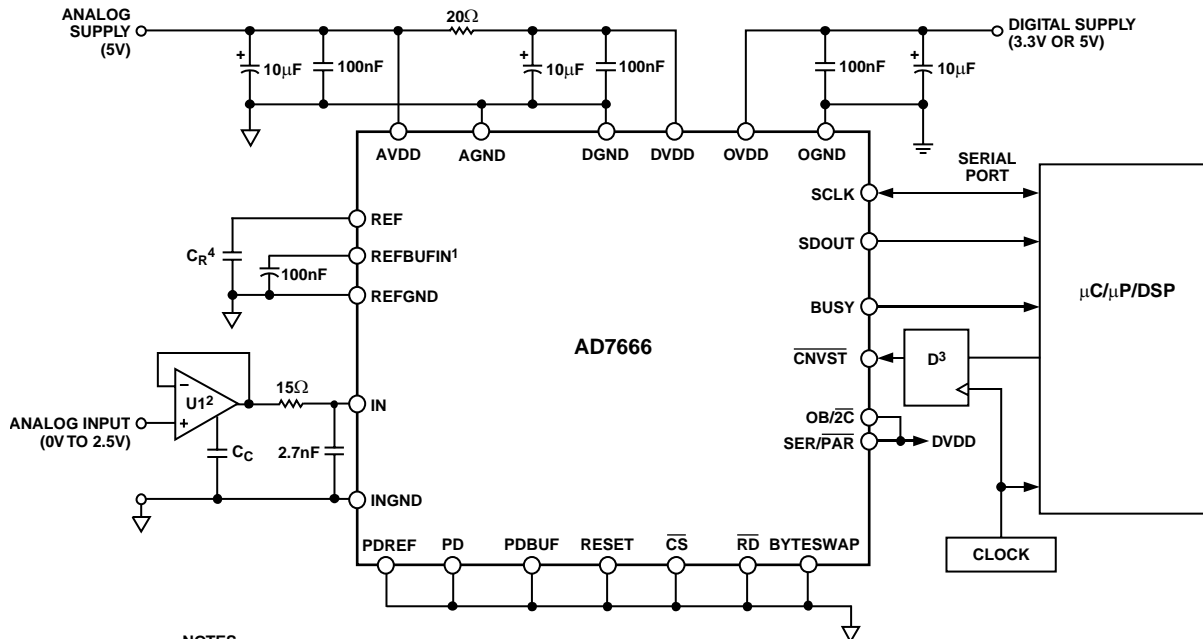 ANALOG
SUPPLY
(5V)
20Ω
DIGITAL SUPPLY
(3.3V OR 5V)
+
10μF
100nF
+
10μF
100nF
100nF
+
10μF
AVDD
AGND
DGND
DVDD
OVDD
OGND
SERIAL
PORT
SCLK
REF
SDOUT
CR4
REFBUFIN1
100nF
REFGND
BUSY
μC/μP/DSP
AD7666
CNVST
D3
–
U12
+
15Ω
IN
ANALOG INPUT
(0V TO 2.5V)
OB/2C
SER/PAR
DVDD
CC
2.7nF
INGND
PDREF
PD
PDBUF
RESET
CS
RD
BYTESWAP
CLOCK